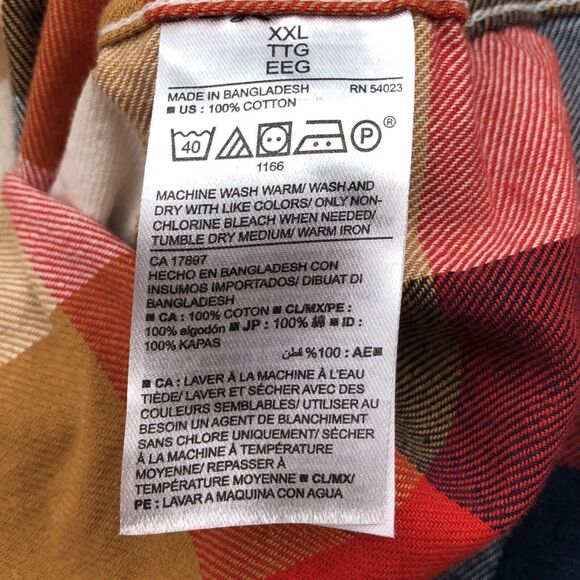 XXL
TTG
EEG
MADE IN BANGLADESH RN 54023
■ US : 100% COTTON
40 P ®
1166
MACHINE WASH WARM/ WASH AND
DRY WITH LIKE COLORS/ ONLY NON-
CHLORINE BLEACH WHEN NEEDED/
TUMBLE DRY MEDIUM/ WARM IRON
CA 17897
HECHO EN BANGLADESH CON
INSUMOS IMPORTADOS/ DIBUAT DI
BANGLADESH
■ CA : 100% COTON ■ CL/MX/PE :
100% algodón ■ JP : 100% 綿 ■ ID :
100% KAPAS
■ AE : 100% قطن
■ CA : LAVER À LA MACHINE À L'EAU
TIÈDE/ LAVER ET SÉCHER AVEC DES
COULEURS SEMBLABLES/ UTILISER AU
BESOIN UN AGENT DE BLANCHIMENT
SANS CHLORE UNIQUEMENT/ SÉCHER
À LA MACHINE À TEMPÉRATURE
MOYENNE/ REPASSER À
TEMPÉRATURE MOYENNE ■ CL/MX/
PE : LAVAR A MAQUINA CON AGUA